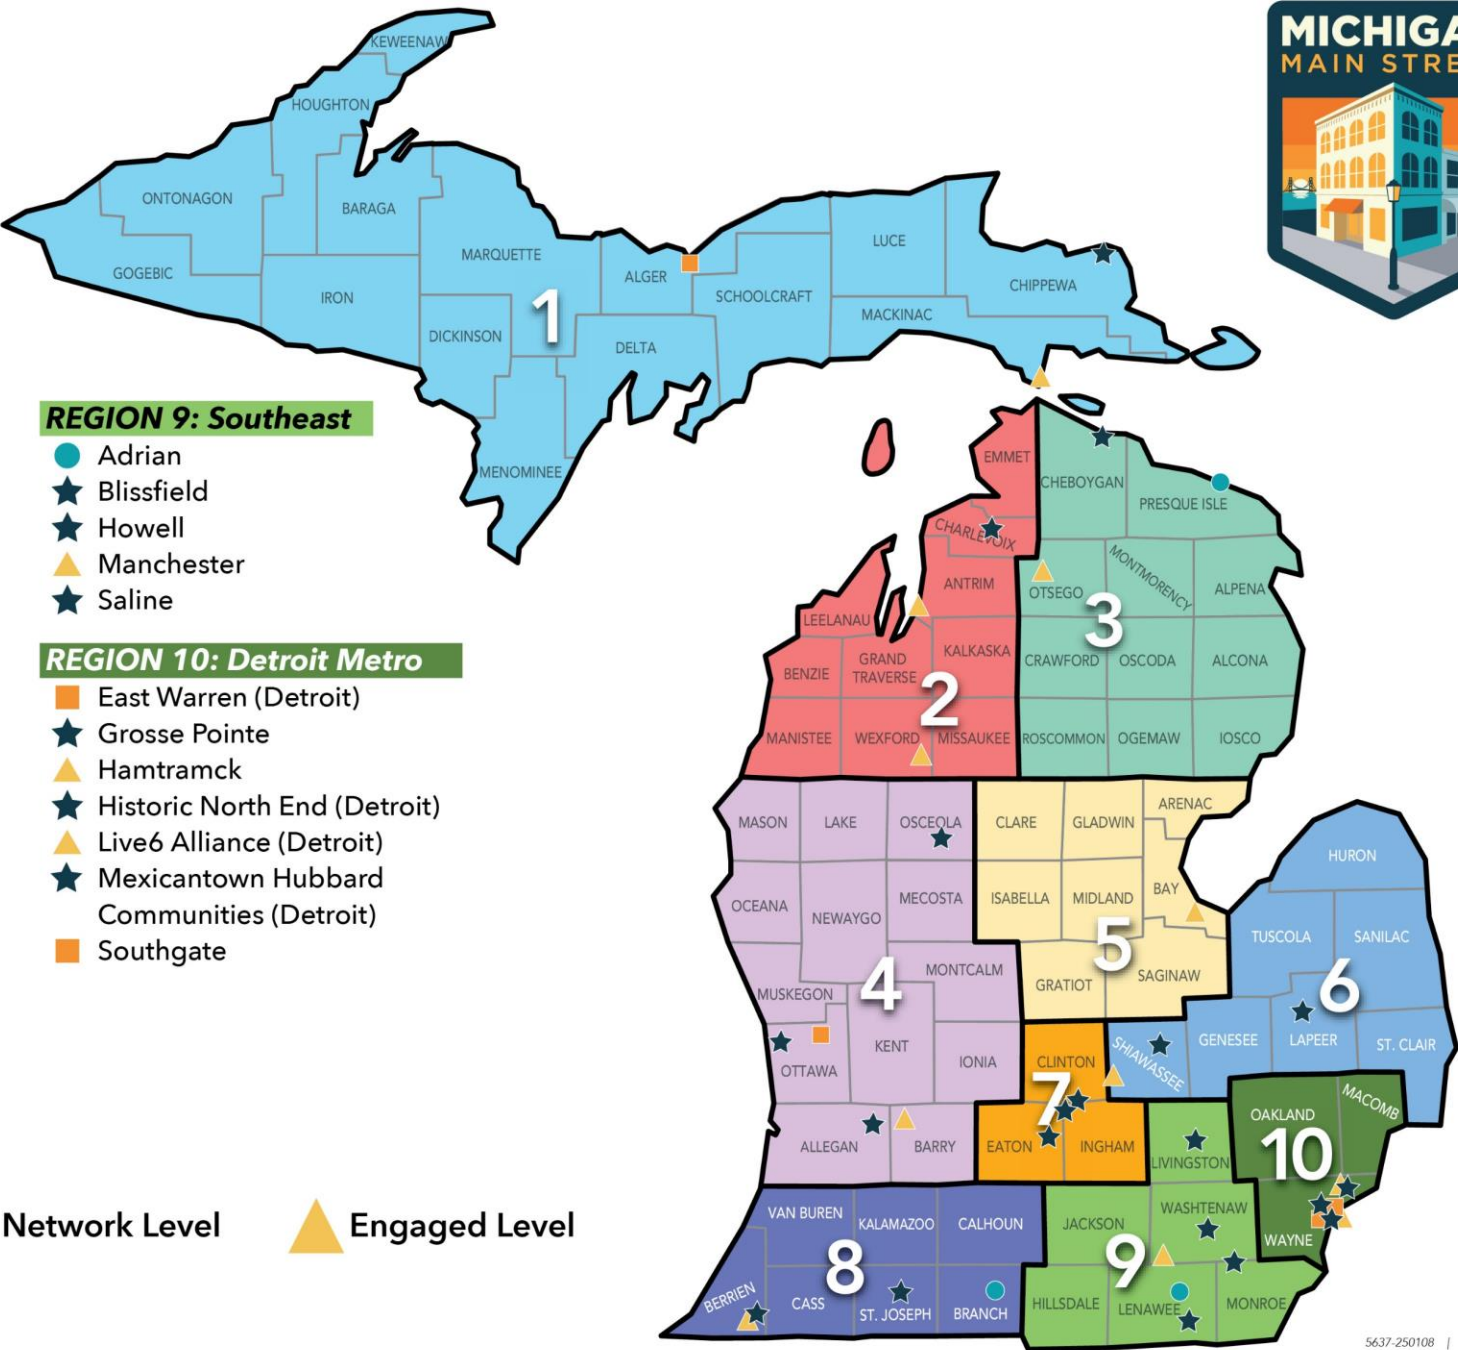 MICHIGA
MAIN STRE
KEWEENAW
HOUGHTON
ONTONAGON
BARAGA
GOGEBIC
IRON
MARQUETTE
ALGER
LUCE
SCHOOLCRAFT
CHIPPEWA
MACKINAC
DICKINSON
1
DELTA
MENOMINEE
REGION 9: Southeast
Adrian
Blissfield
Howell
Manchester
Saline
REGION 10: Detroit Metro
East Warren (Detroit)
Grosse Pointe
Hamtramck
Historic North End (Detroit)
Live6 Alliance (Detroit)
Mexicantown Hubbard
Communities (Detroit)
Southgate
EMMET
CHEBOYGAN
PRESQUE ISLE
CHARLEVOIX
ANTRIM
OTSEGO
MONTMORENCY
ALPENA
3
LEELANAU
KALKASKA
CRAWFORD
OSCODA
ALCONA
BENZIE
GRAND
TRAVERSE
2
MANISTEE
WEXFORD
MISSAUKEE
ROSCOMMON
OGEMAW
IOSCO
MASON
LAKE
OSCEOLA
CLARE
GLADWIN
ARENAC
HURON
OCEANA
NEWAYGO
MECOSTA
ISABELLA
MIDLAND
BAY
5
TUSCOLA
SANILAC
MONTCALM
GRATIOT
SAGINAW
MUSKEGON
4
6
OTTAWA
KENT
IONIA
CLINTON
SHIAWASSEE
GENESEE
LAPEER
ST. CLAIR
7
ALLEGAN
BARRY
EATON
INGHAM
LIVINGSTON
OAKLAND
MACOMB
10
VAN BUREN
KALAMAZOO
CALHOUN
JACKSON
WASHTENAW
WAYNE
8
9
BERRIEN
CASS
ST. JOSEPH
BRANCH
HILLSDALE
LENAWEE
MONROE
Network Level
Engaged Level
5637-250108 |